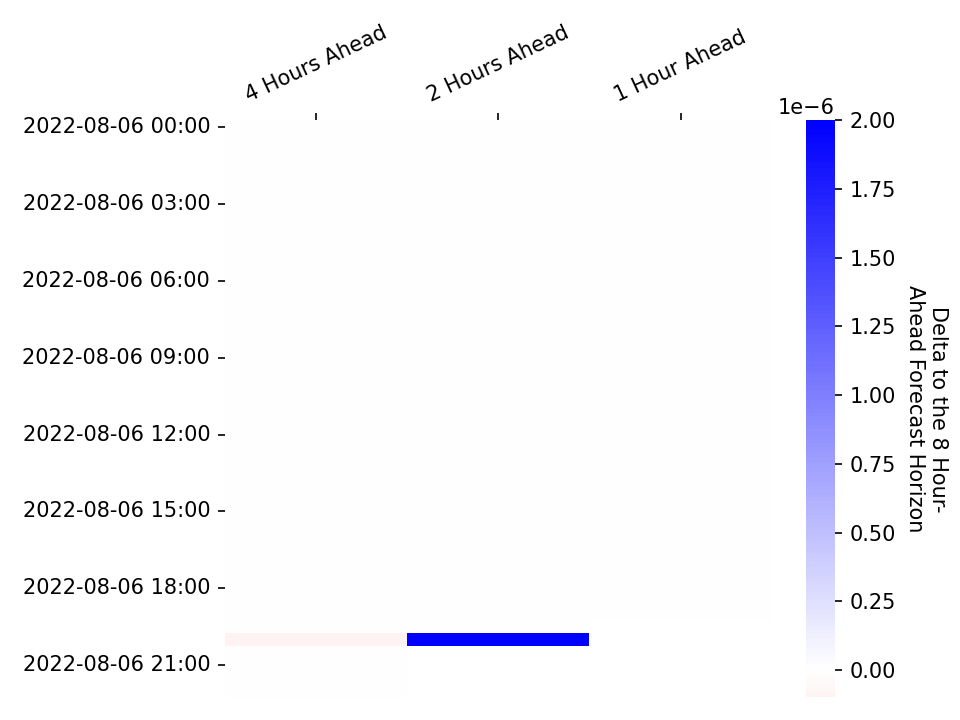 4 Hours Ahead
2 Hours Ahead
1 Hour Ahead
1e−6
2022-08-06 00:00
2022-08-06 03:00
2022-08-06 06:00
2022-08-06 09:00
2022-08-06 12:00
2022-08-06 15:00
2022-08-06 18:00
2022-08-06 21:00
2.00
1.75
1.50
1.25
1.00
0.75
0.50
0.25
0.00
Delta to the 8 Hour-
Ahead Forecast Horizon